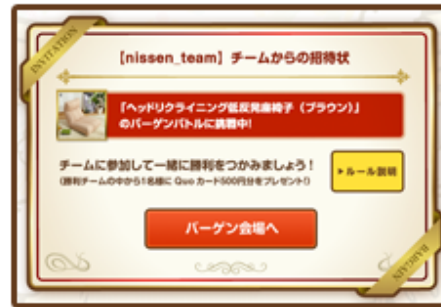 INVITATION
【nissen_team】チームからの招待状
「ヘッドリクライニング低反発座椅子（ブラウン）」
のバーゲンバトルに挑戦中!
チームに参加して一緒に勝利をつかみましょう！
(勝利チームの中から1名様に Quo カード500円分をプレゼント!)
▶ルール説明
バーゲン会場へ
BARGAIN